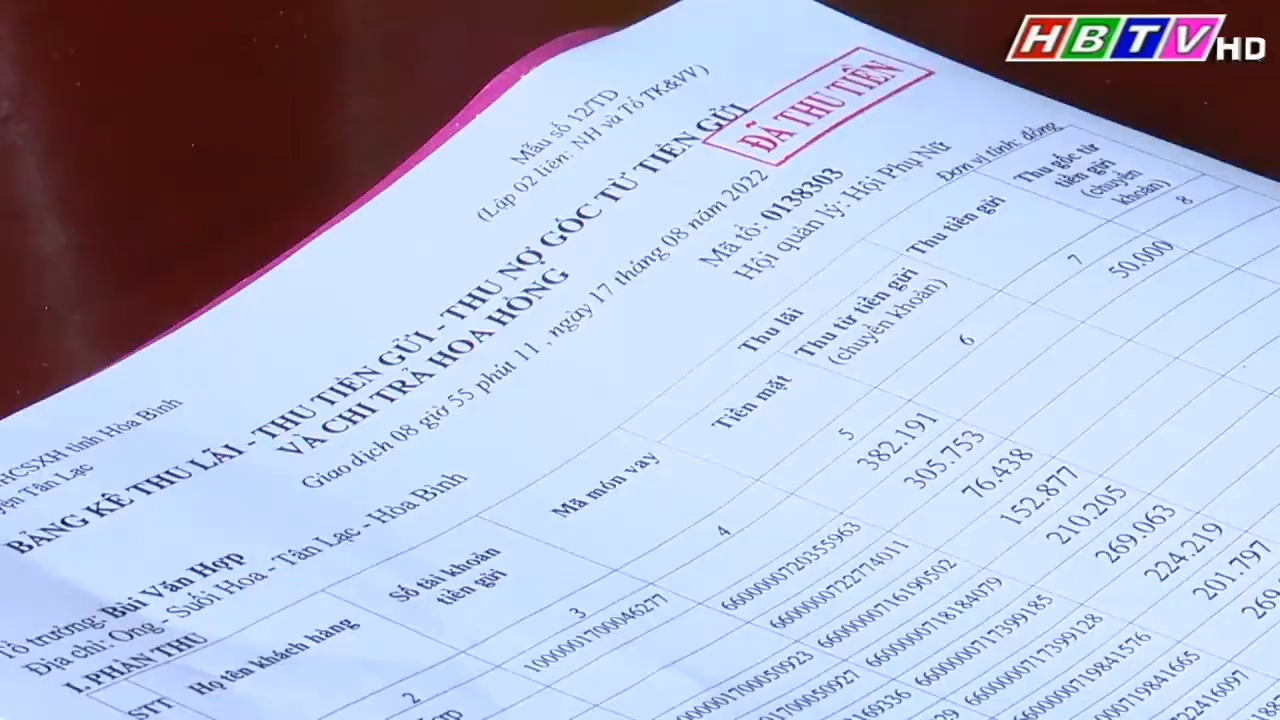 HBTV HD
Mẫu số 12/TD
(Lập 02 liên: NH và Tổ TK&VV)
ĐÃ THU TIỀN
HCSXH tỉnh Hòa Bình
yện Tân Lạc
BẢNG KÊ THU LÃI - THU TIỀN GỬI - THU NỢ GỐC TỪ TIỀN GỬI
VÀ CHI TRẢ HOA HỒNG
Giao dịch 08 giờ 55 phút 11 , ngày 17 tháng 08 năm 2022
Mã tổ: 0138303
Hội quản lý: Hội Phụ Nữ
Tổ trưởng: Bùi Văn Hợp
Địa chỉ: Ong - Suối Hoa - Tân Lạc - Hòa Bình
Đơn vị tính: đồng
I. PHẦN THU
STT
Họ tên khách hàng
Số tài khoản tiền gửi
Mã món vay
Thu lãi
Tiền mặt
Thu từ tiền gửi (chuyển khoản)
Thu tiền gửi
Thu gốc từ tiền gửi (chuyển khoản)
2 3 4 5 6 7 8
1000001700046277 6600000720355963 382.191 50.000
6600000722774011 305.753
6600000716190502 76.438
6600000718184079 152.877
6600000717399185 210.205
6600000717399128 269.063
224.219
201.797